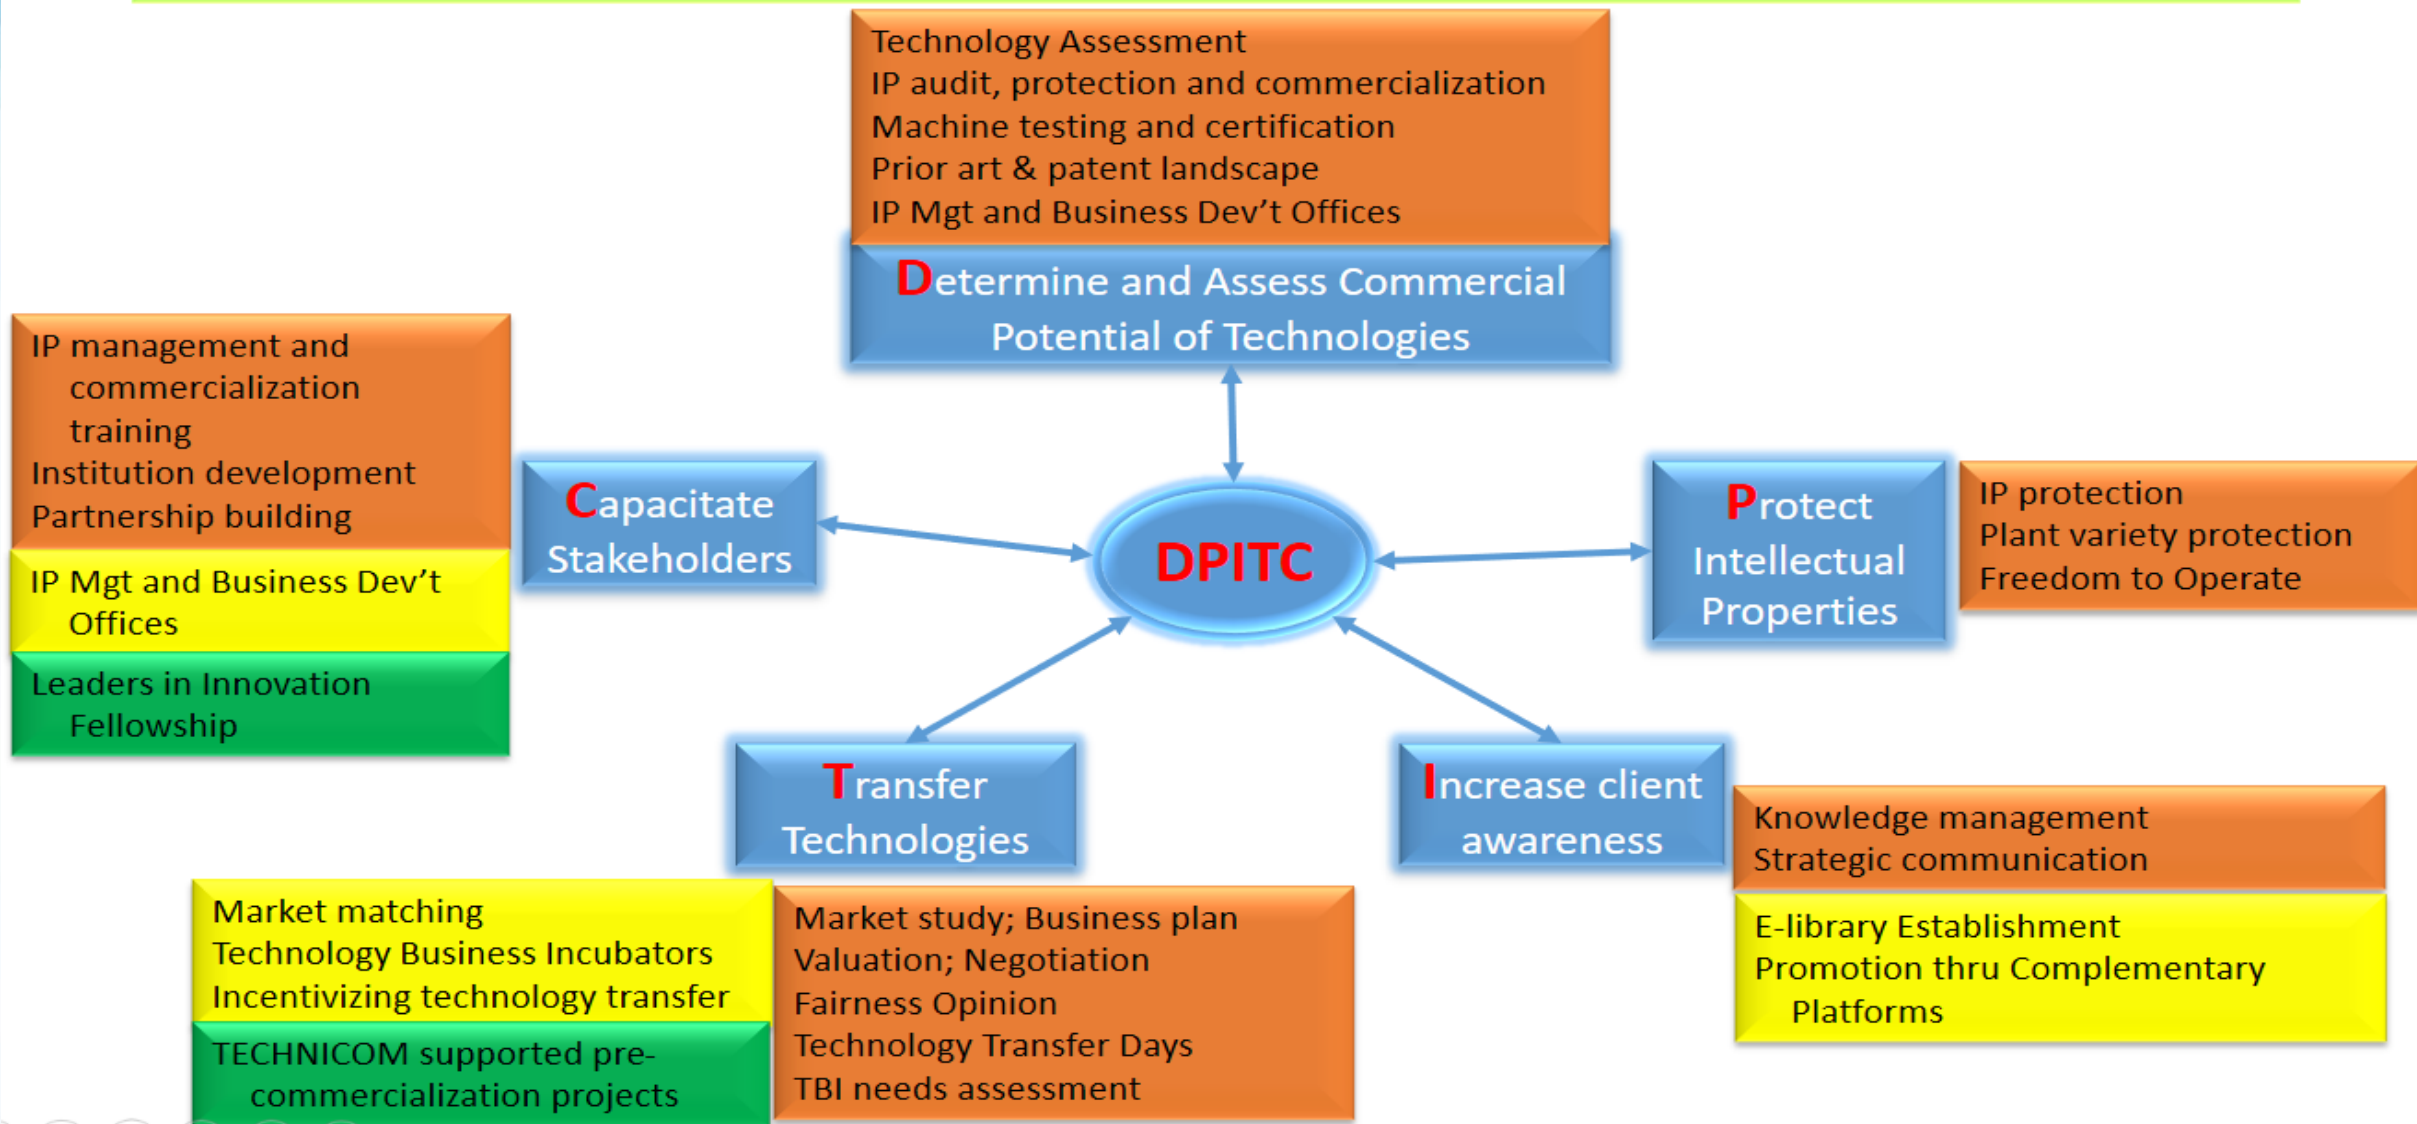 Technology Assessment
IP audit, protection and commercialization
Machine testing and certification
Prior art & patent landscape
IP Mgt and Business Dev’t Offices
Determine and Assess Commercial
Potential of Technologies
IP management and
commercialization
training
Institution development
Partnership building
IP Mgt and Business Dev’t
Offices
Leaders in Innovation
Fellowship
Capacitate
Stakeholders
DPITC
Protect
Intellectual
Properties
IP protection
Plant variety protection
Freedom to Operate
Transfer
Technologies
Increase client
awareness
Knowledge management
Strategic communication
E-library Establishment
Promotion thru Complementary
Platforms
Market matching
Technology Business Incubators
Incentivizing technology transfer
TECHNICOM supported pre-
commercialization projects
Market study; Business plan
Valuation; Negotiation
Fairness Opinion
Technology Transfer Days
TBI needs assessment